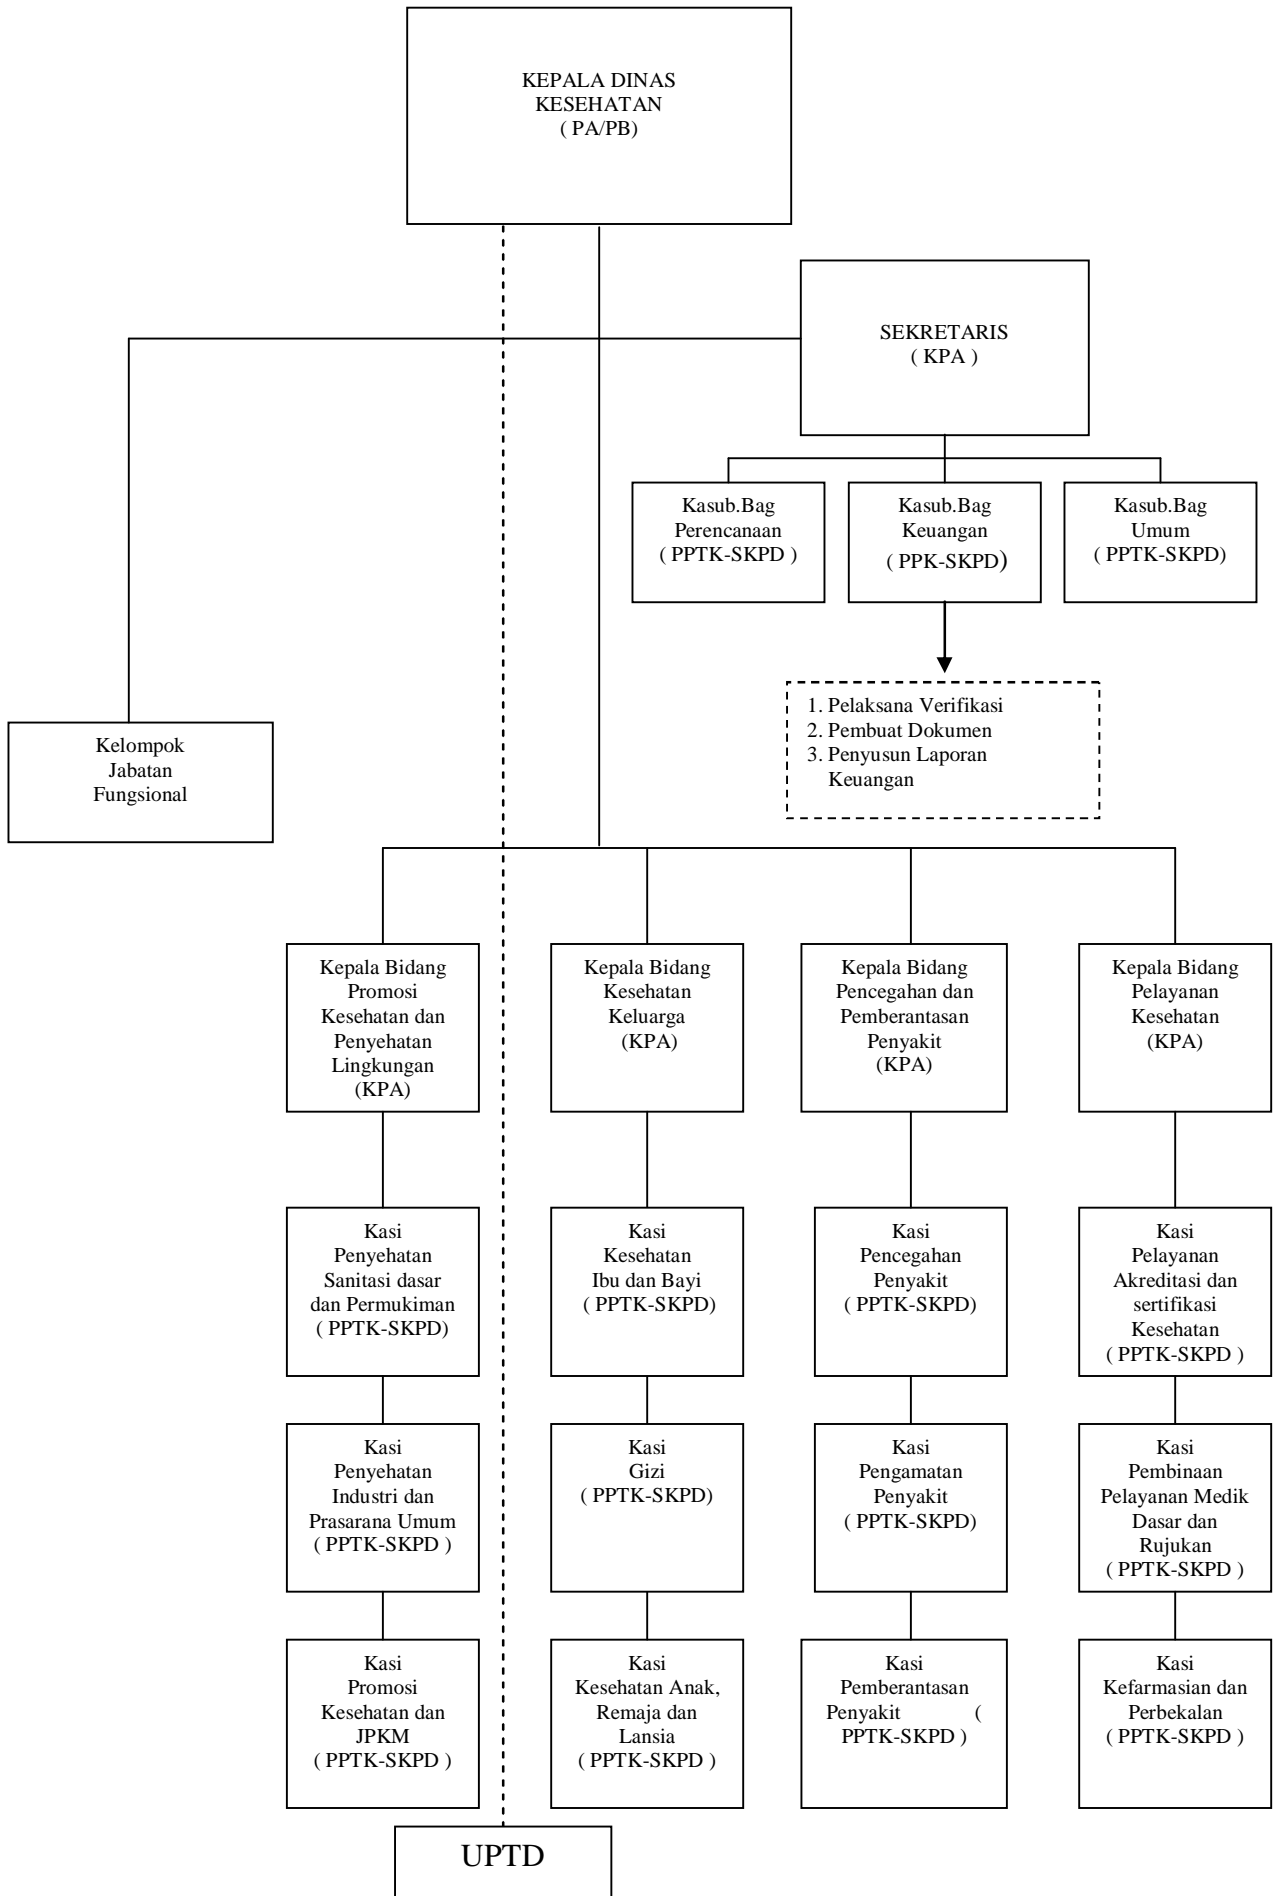 KEPALA DINAS
KESEHATAN
( PA/PB)
SEKRETARIS
( KPA )
Kasub.Bag
Perencanaan
( PPTK-SKPD )
Kasub.Bag
Keuangan
( PPK-SKPD)
Kasub.Bag
Umum
( PPTK-SKPD)
1. Pelaksana Verifikasi
2. Pembuat Dokumen
3. Penyusun Laporan
Keuangan
Kelompok
Jabatan
Fungsional
Kepala Bidang
Promosi
Kesehatan dan
Penyehatan
Lingkungan
(KPA)
Kepala Bidang
Kesehatan
Keluarga
(KPA)
Kepala Bidang
Pencegahan dan
Pemberantasan
Penyakit
(KPA)
Kepala Bidang
Pelayanan
Kesehatan
(KPA)
Kasi
Penyehatan
Sanitasi dasar
dan Permukiman
( PPTK-SKPD)
Kasi
Kesehatan
Ibu dan Bayi
( PPTK-SKPD)
Kasi
Pencegahan
Penyakit
( PPTK-SKPD)
Kasi
Pelayanan
Akreditasi dan
sertifikasi
Kesehatan
( PPTK-SKPD )
Kasi
Penyehatan
Industri dan
Prasarana Umum
( PPTK-SKPD )
Kasi
Gizi
( PPTK-SKPD)
Kasi
Pengamatan
Penyakit
( PPTK-SKPD)
Kasi
Pembinaan
Pelayanan Medik
Dasar dan
Rujukan
( PPTK-SKPD )
Kasi
Promosi
Kesehatan dan
JPKM
( PPTK-SKPD )
Kasi
Kesehatan Anak,
Remaja dan
Lansia
( PPTK-SKPD )
Kasi
Pemberantasan
Penyakit (
PPTK-SKPD )
Kasi
Kefarmasian dan
Perbekalan
( PPTK-SKPD )
UPTD